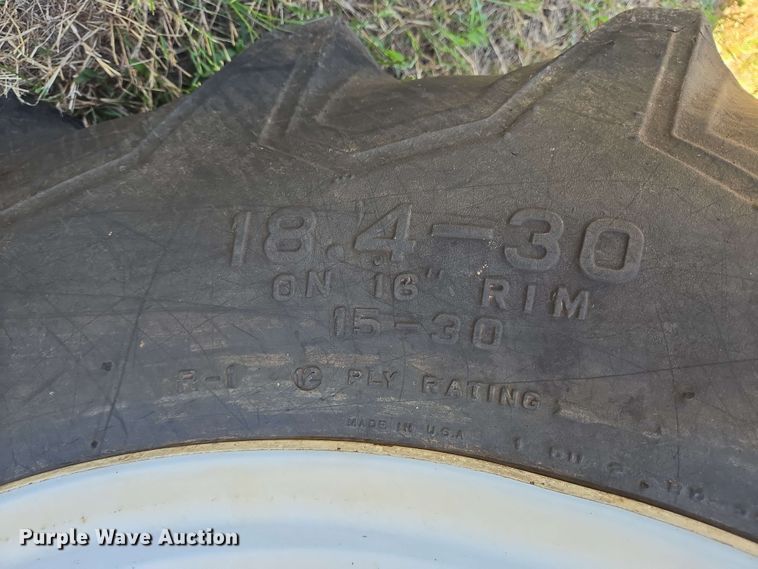 18.4-30
ON 16" RIM
15-30
R-1 12 PLY RATING
MADE IN U.S.A
Purple Wave Auction